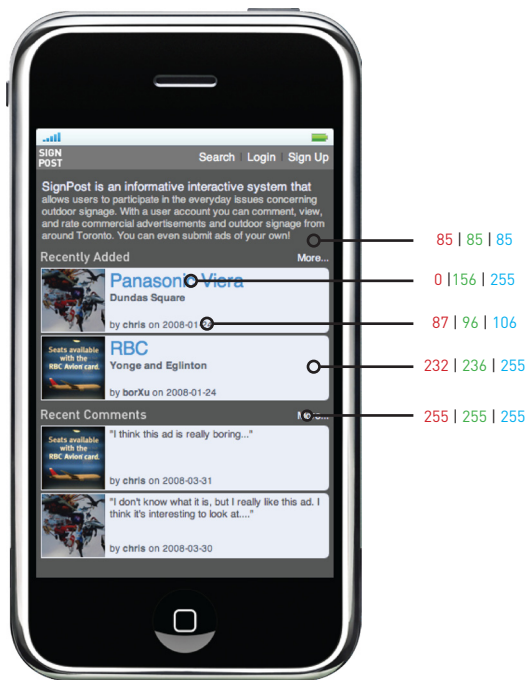 SIGN
POST
Search | Login | Sign Up
SignPost is an informative interactive system that
allows users to participate in the everyday issues concerning
outdoor signage. With a user account you can comment, view,
and rate commercial advertisements and outdoor signage from
around Toronto. You can even submit ads of your own!
85 | 85 | 85
Recently Added More...
Panasonic Viera
0 | 156 | 255
Dundas Square
by chris on 2008-01-24
87 | 96 | 106
Seats available
with the
RBC Avion card.
RBC
Yonge and Eglinton
232 | 236 | 255
by borXu on 2008-01-24
Recent Comments More...
255 | 255 | 255
Seats available
with the
RBC Avion card.
"I think this ad is really boring..."
by chris on 2008-03-31
"I don't know what it is, but I really like this ad. I
think it's interesting to look at...."
by chris on 2008-03-30